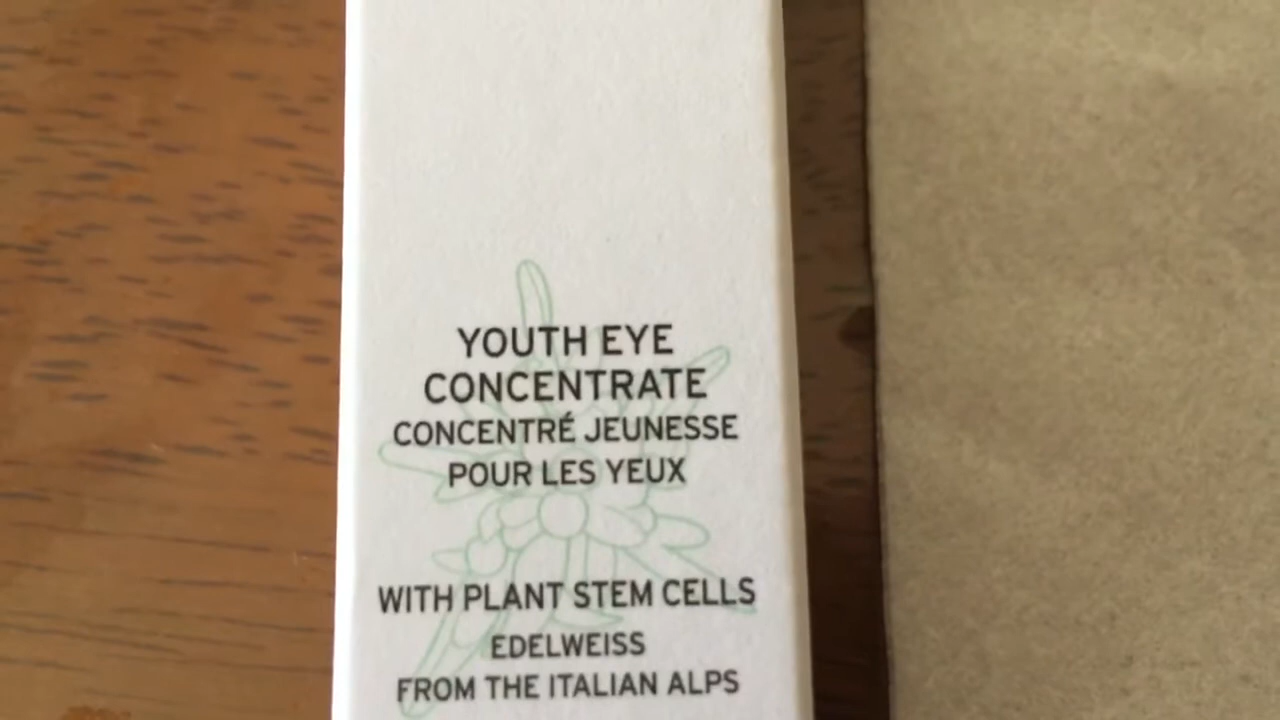 YOUTH EYE
CONCENTRATE
CONCENTRÉ JEUNESSE
POUR LES YEUX
WITH PLANT STEM CELLS
EDELWEISS
FROM THE ITALIAN ALPS